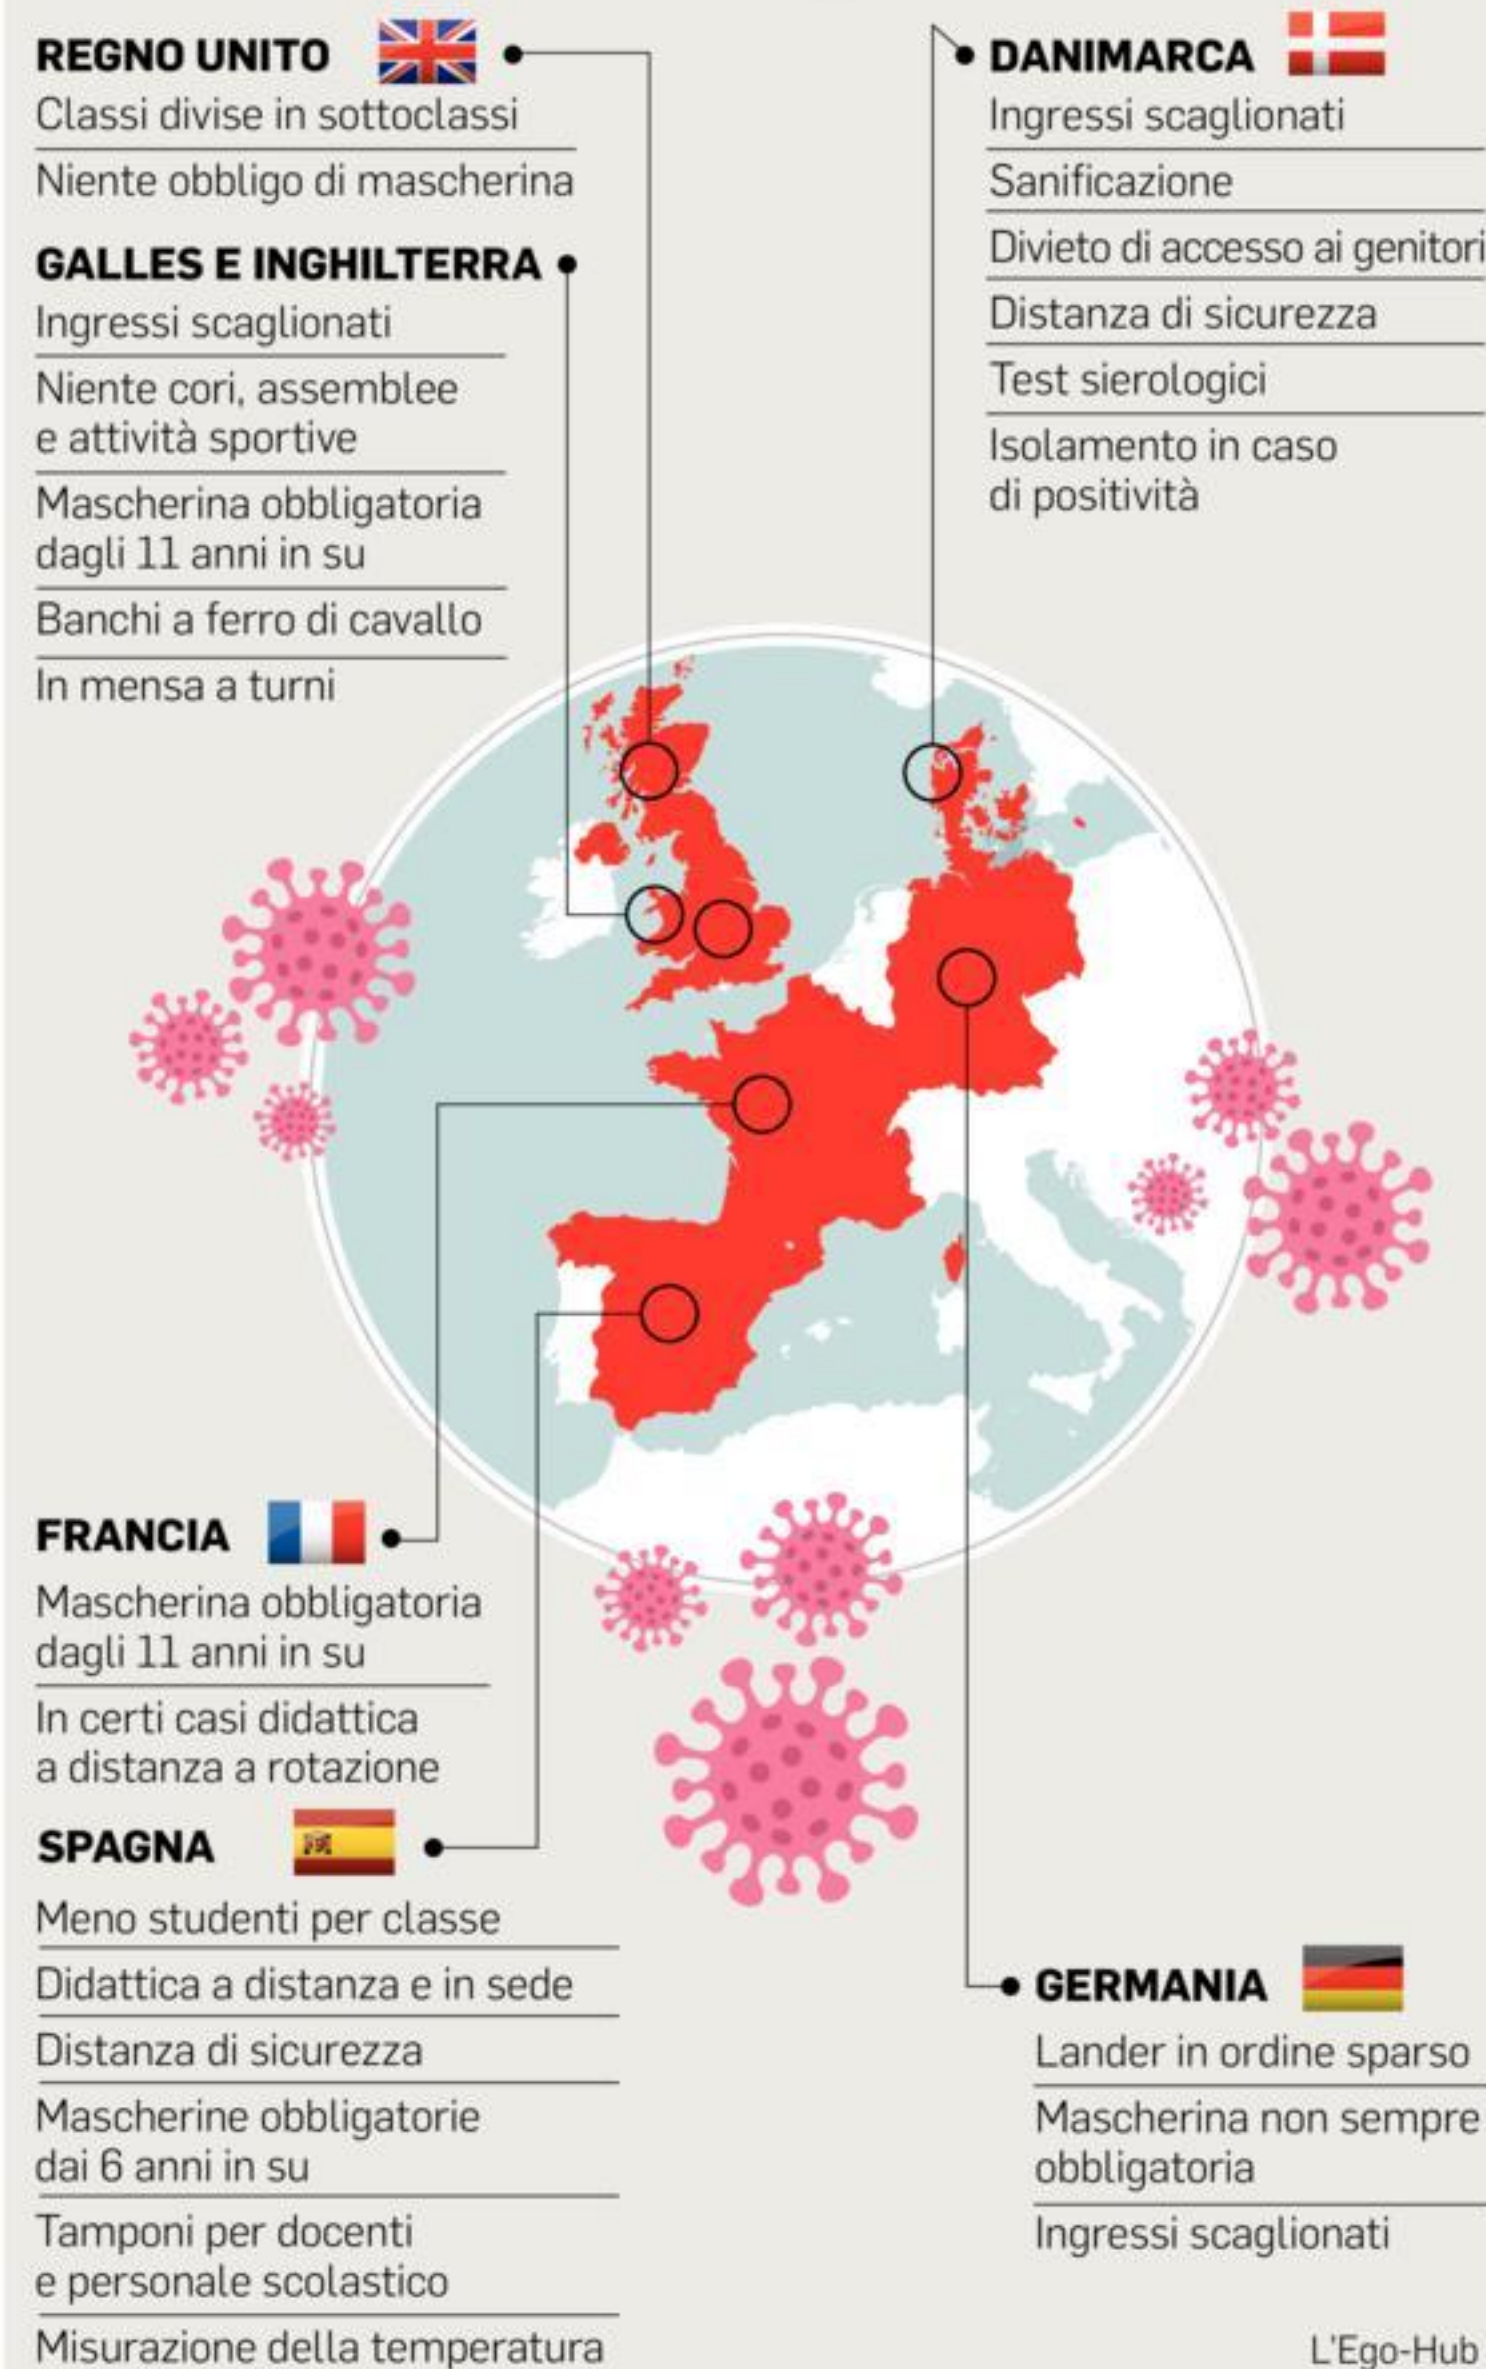 REGNO UNITO
Classi divise in sottoclassi
Niente obbligo di mascherina
GALLES E INGHILTERRA
Ingressi scaglionati
Niente cori, assemblee
e attività sportive
Mascherina obbligatoria
dagli 11 anni in su
Banchi a ferro di cavallo
In mensa a turni
DANIMARCA
Ingressi scaglionati
Sanificazione
Divieto di accesso ai genitori
Distanza di sicurezza
Test sierologici
Isolamento in caso
di positività
FRANCIA
Mascherina obbligatoria
dagli 11 anni in su
In certi casi didattica
a distanza a rotazione
SPAGNA
Meno studenti per classe
Didattica a distanza e in sede
Distanza di sicurezza
Mascherine obbligatorie
dai 6 anni in su
Tamponi per docenti
e personale scolastico
Misurazione della temperatura
GERMANIA
Lander in ordine sparso
Mascherina non sempre
obbligatoria
Ingressi scaglionati
L'Ego-Hub